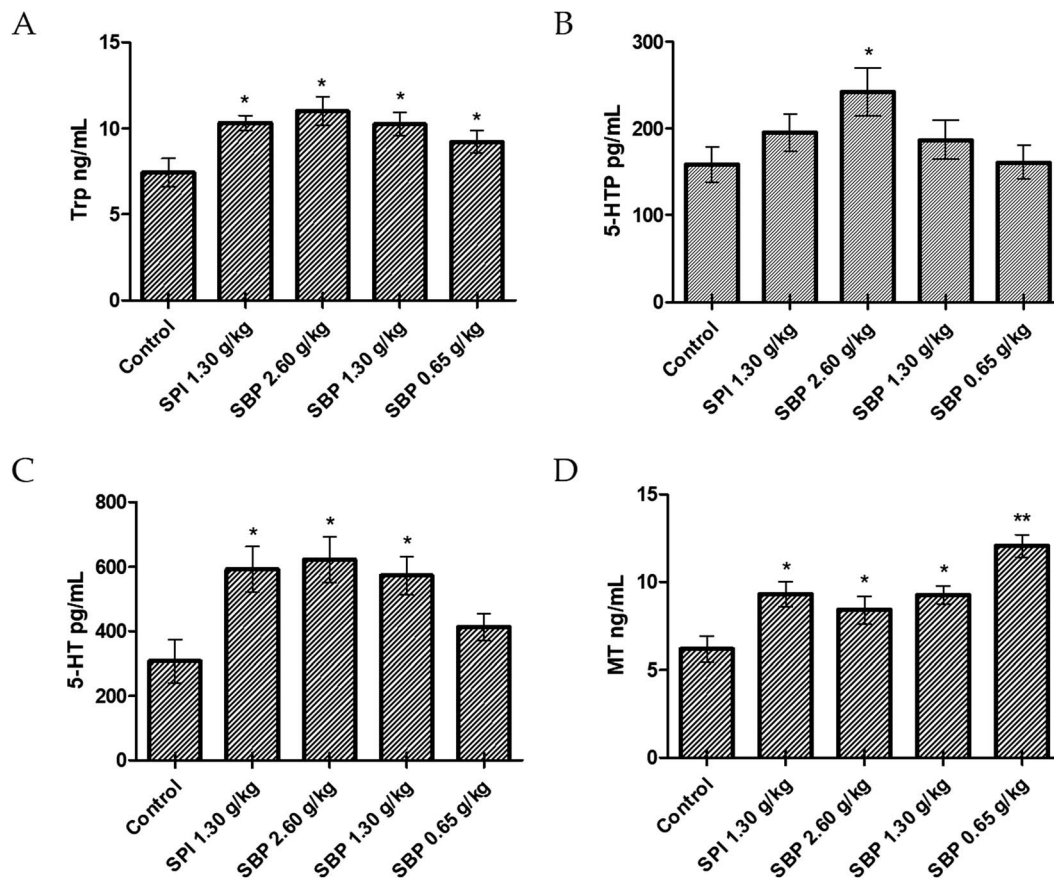 A
Trp ng/mL
15
10
5
0
*
*
*
*
Control
SPI 1.30 g/kg
SBP 2.60 g/kg
SBP 1.30 g/kg
SBP 0.65 g/kg
B
5-HTP pg/mL
300
200
100
0
*
Control
SPI 1.30 g/kg
SBP 2.60 g/kg
SBP 1.30 g/kg
SBP 0.65 g/kg
C
5-HT pg/mL
800
600
400
200
0
*
*
*
Control
SPI 1.30 g/kg
SBP 2.60 g/kg
SBP 1.30 g/kg
SBP 0.65 g/kg
D
MT ng/mL
15
10
5
0
*
*
*
**
Control
SPI 1.30 g/kg
SBP 2.60 g/kg
SBP 1.30 g/kg
SBP 0.65 g/kg